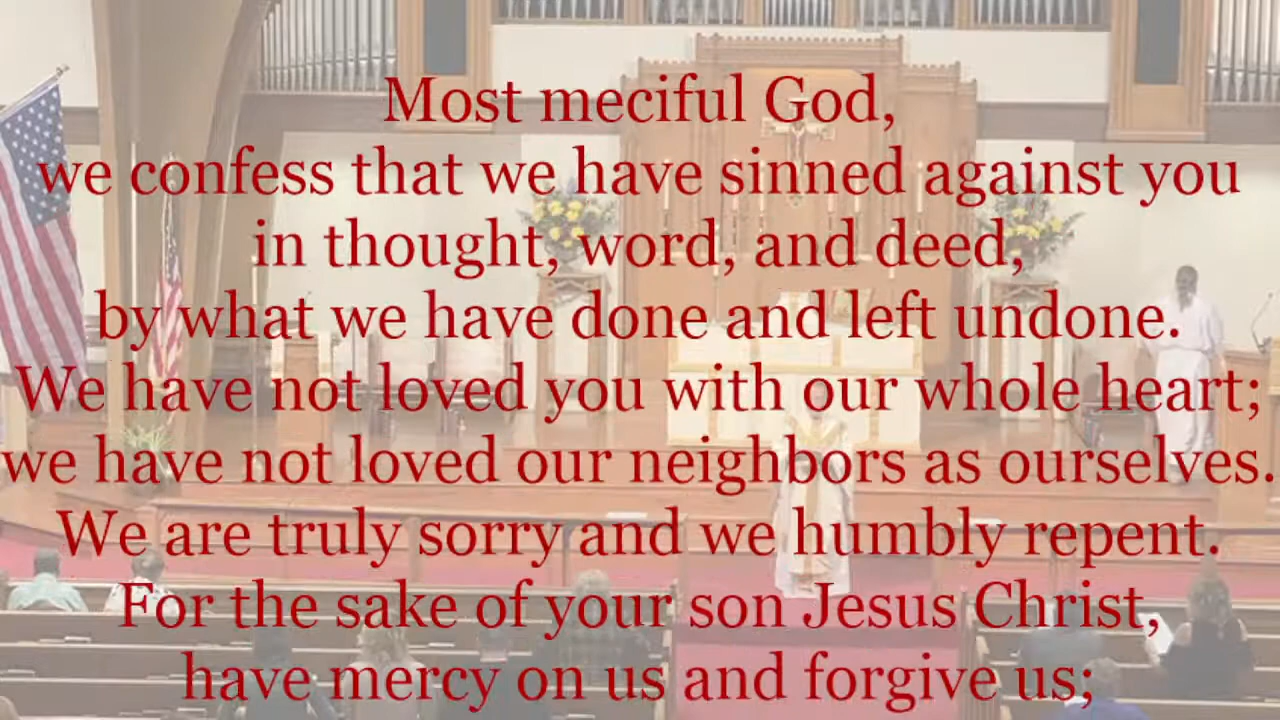 Most meciful God,
we confess that we have sinned against you
in thought, word, and deed,
by what we have done and left undone.
We have not loved you with our whole heart;
we have not loved our neighbors as ourselves.
We are truly sorry and we humbly repent.
For the sake of your son Jesus Christ,
have mercy on us and forgive us;